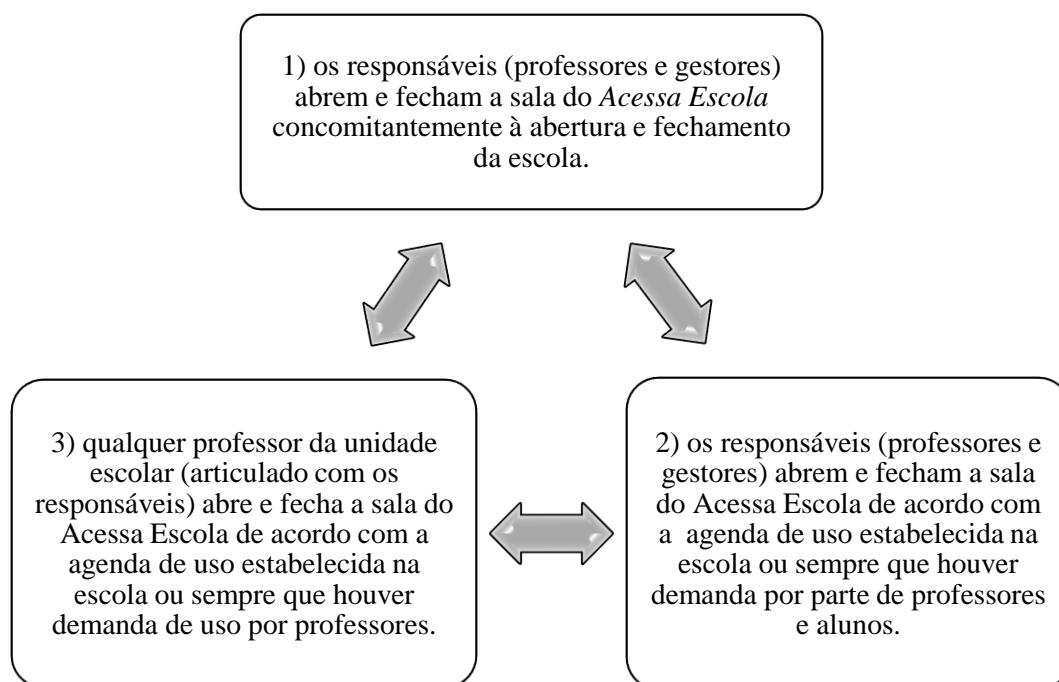 1) os responsáveis (professores e gestores)
abrem e fecham a sala do Acessa Escola
concomitantemente à abertura e fechamento
da escola.
3) qualquer professor da unidade
escolar (articulado com os
responsáveis) abre e fecha a sala do
Acessa Escola de acordo com a
agenda de uso estabelecida na
escola ou sempre que houver
demanda de uso por professores.
2) os responsáveis (professores e
gestores) abrem e fecham a sala
do Acessa Escola de acordo com
a agenda de uso estabelecida na
escola ou sempre que houver
demanda por parte de professores
e alunos.